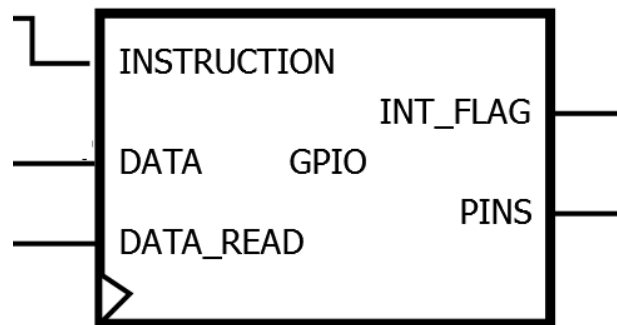 INSTRUCTION
INT_FLAG
DATA
GPIO
PINS
DATA_READ